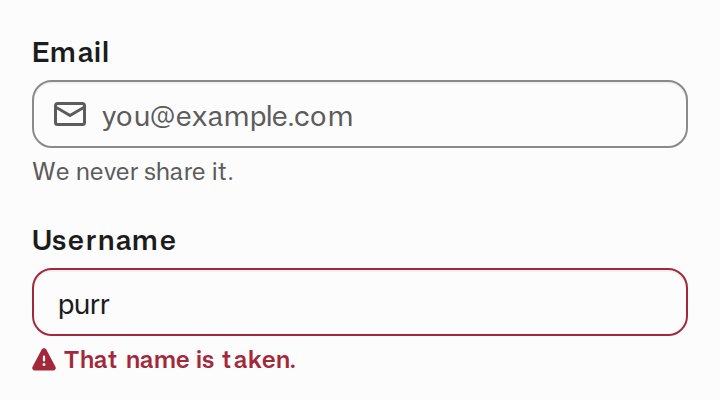 Email
you@example.com
We never share it.
Username
purr
That name is taken.